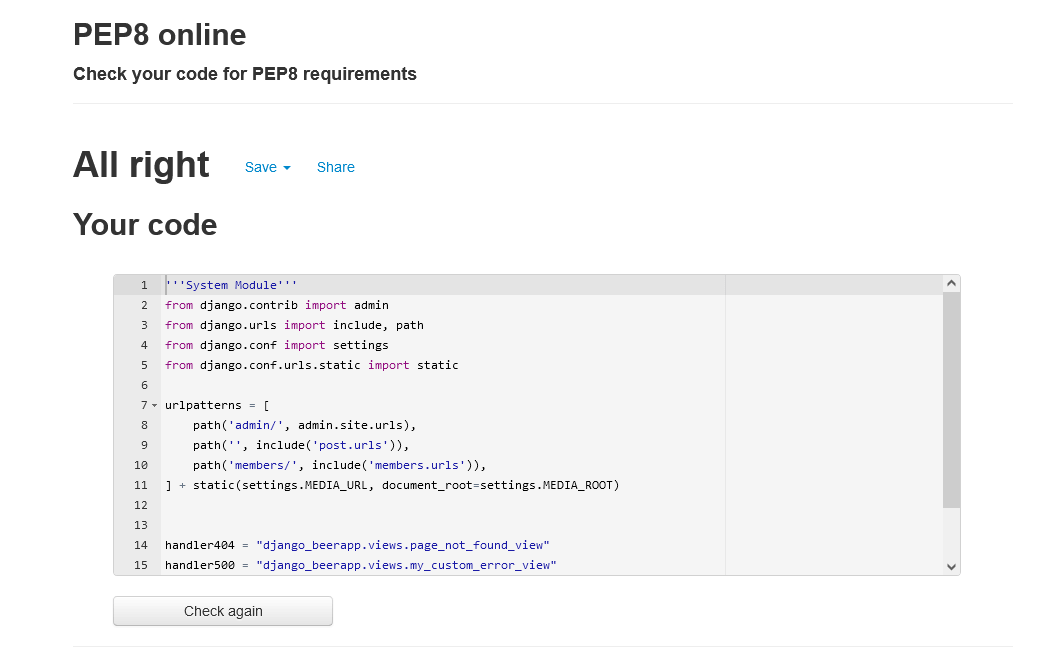 PEP8 online
Check your code for PEP8 requirements
All right Save Share
Your code
1 '''System Module'''
2 from django.contrib import admin
3 from django.urls import include, path
4 from django.conf import settings
5 from django.conf.urls.static import static
6
7 urlpatterns = [
8     path('admin/', admin.site.urls),
9     path('', include('post.urls')),
10     path('members/', include('members.urls')),
11 ] + static(settings.MEDIA_URL, document_root=settings.MEDIA_ROOT)
12
13
14 handler404 = "django_beerapp.views.page_not_found_view"
15 handler500 = "django_beerapp.views.my_custom_error_view"
Check again